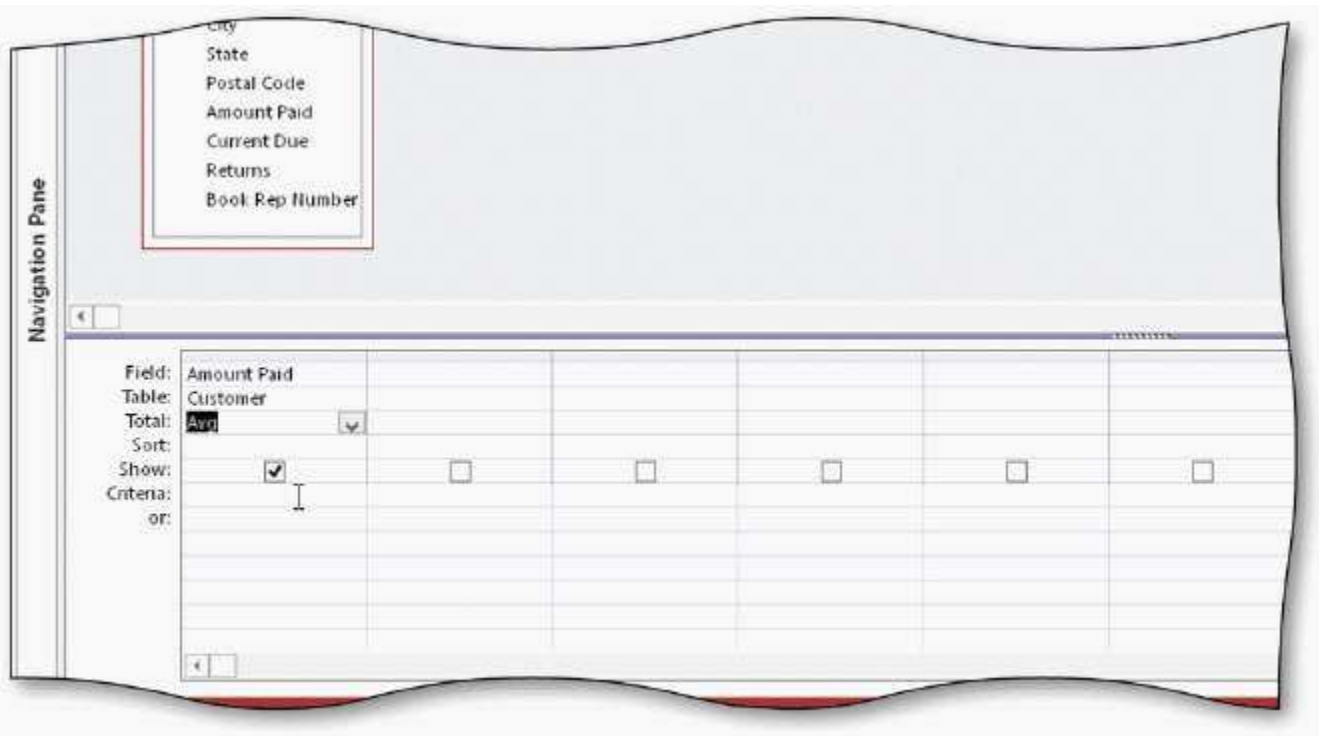 City
State
Postal Code
Amount Paid
Current Due
Returns
Book Rep Number
Navigation Pane
Field: Amount Paid
Table: Customer
Total: Avg
Sort:
Show:
Criteria:
or: